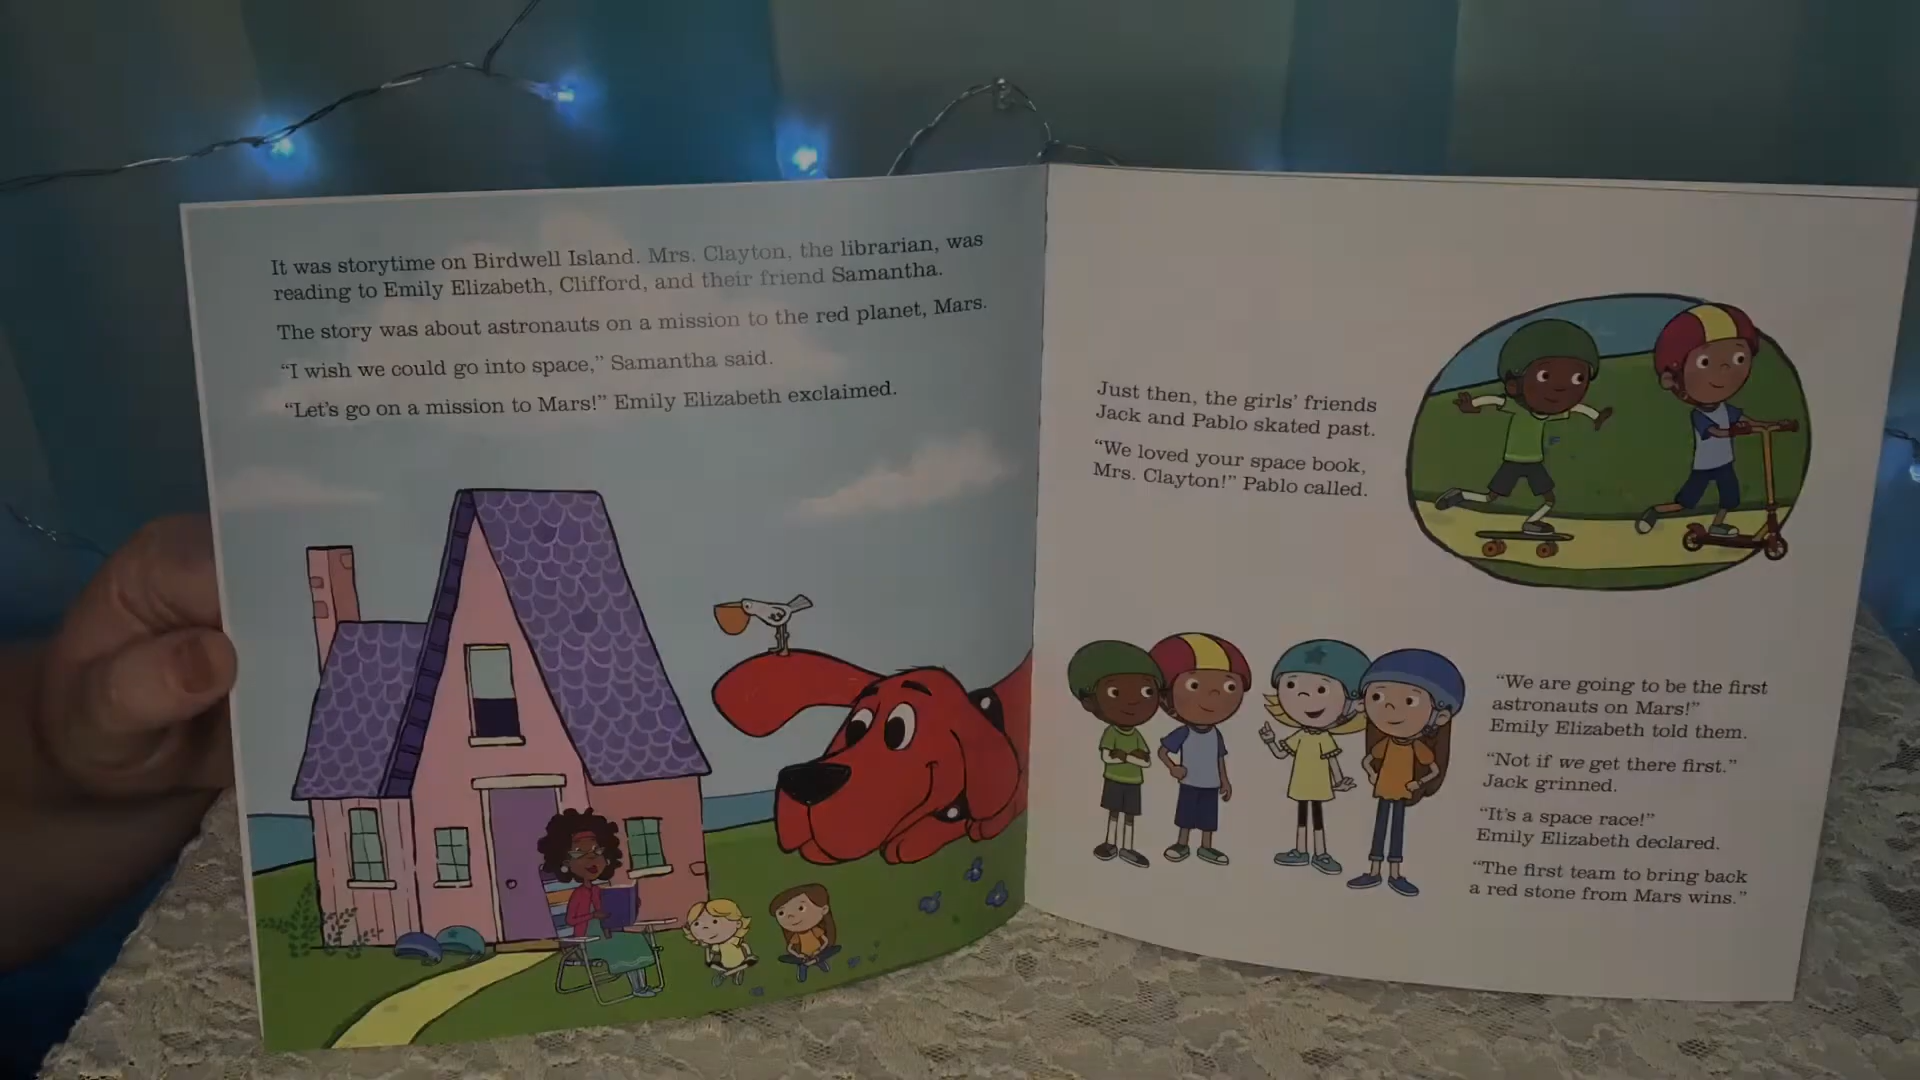 It was storytime on Birdwell Island. Mrs. Clayton, the librarian, was
reading to Emily Elizabeth, Clifford, and their friend Samantha.
The story was about astronauts on a mission to the red planet, Mars.
“I wish we could go into space,” Samantha said.
“Let’s go on a mission to Mars!” Emily Elizabeth exclaimed.
Just then, the girls’ friends
Jack and Pablo skated past.
“We loved your space book,
Mrs. Clayton!” Pablo called.
F
“We are going to be the first
astronauts on Mars!”
Emily Elizabeth told them.
“Not if we get there first.”
Jack grinned.
“It’s a space race!”
Emily Elizabeth declared.
“The first team to bring back
a red stone from Mars wins.”